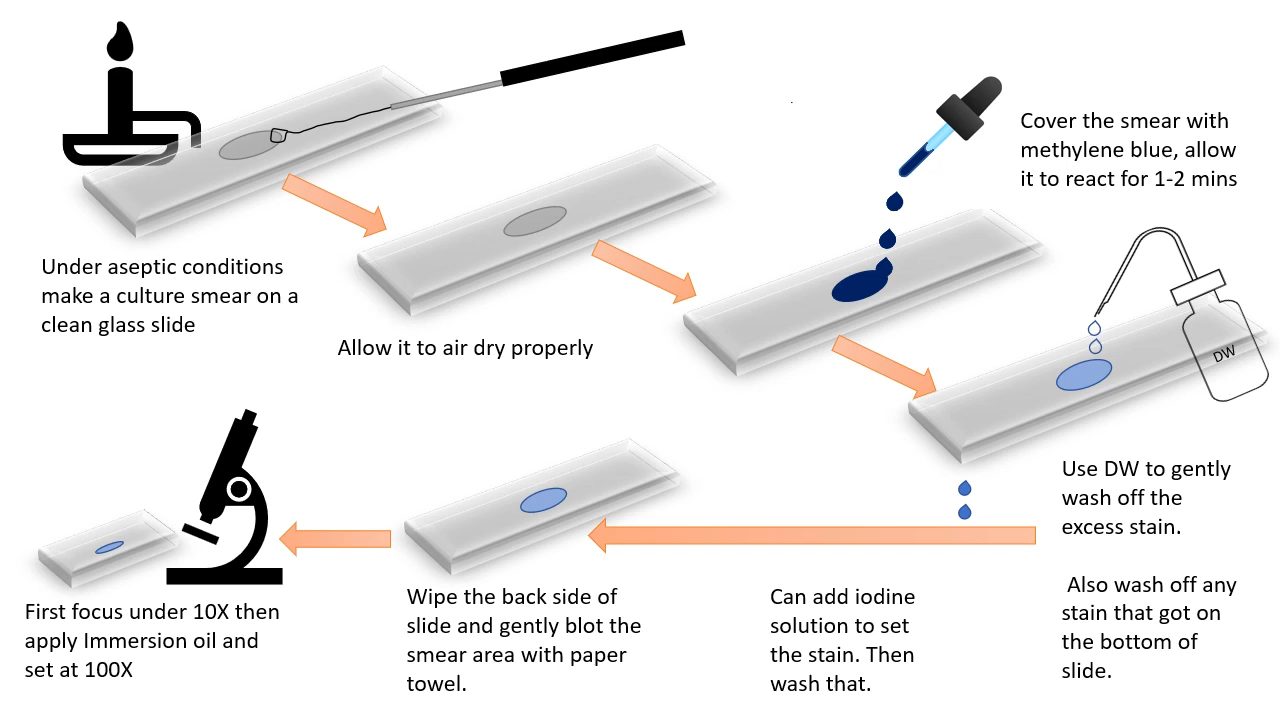 Under aseptic conditions
make a culture smear on a
clean glass slide
Allow it to air dry properly
Cover the smear with
methylene blue, allow
it to react for 1-2 mins
DW
Use DW to gently
wash off the
excess stain.
Also wash off any
stain that got on
the bottom of
slide.
Can add iodine
solution to set
the stain. Then
wash that.
Wipe the back side of
slide and gently blot the
smear area with paper
towel.
First focus under 10X then
apply Immersion oil and
set at 100X